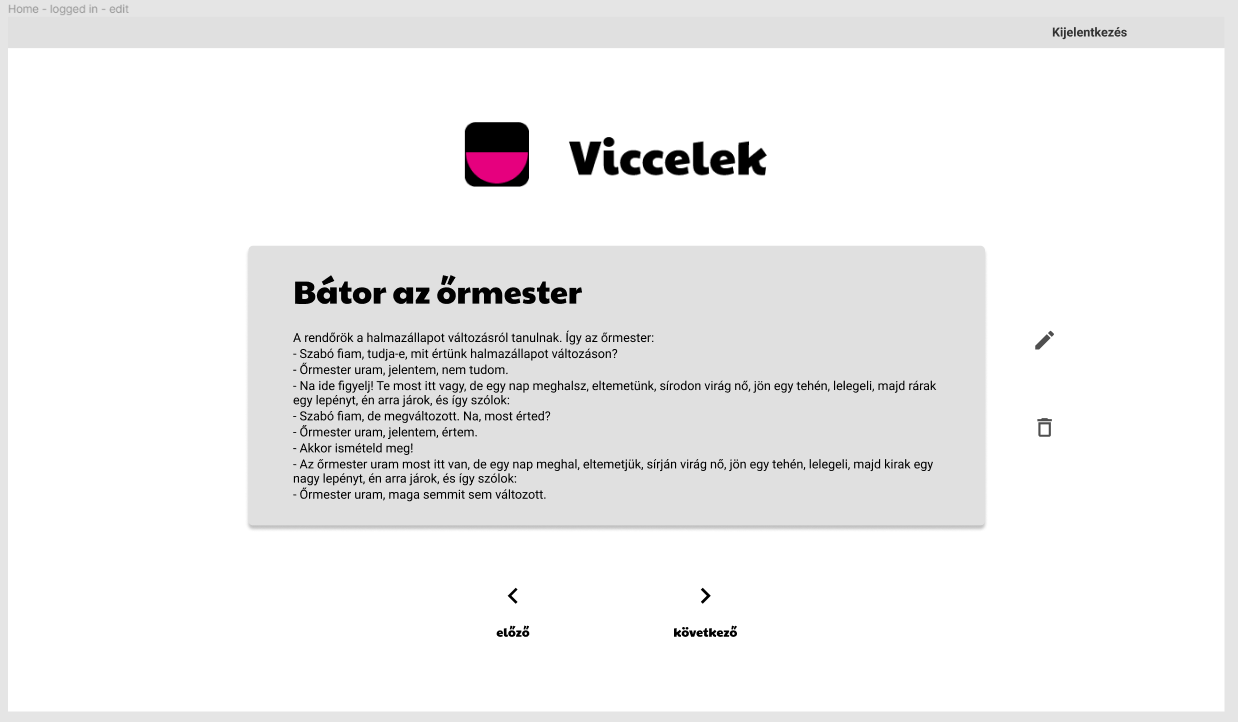 Home - logged in - edit
Kijelentkezés
Viccelek
Bátor az őrmester
A rendőrök a halmazállapot változásról tanulnak. Így az őrmester:
- Szabó fiam, tudja-e, mit értünk halmazállapot változáson?
- Őrmester uram, jelentem, nem tudom.
- Na ide figyelj! Te most itt vagy, de egy nap meghalsz, eltemetünk, sírodon virág nő, jön egy tehén, lelegeli, majd rárak
egy lepényt, én arra járok, és így szólok:
- Szabó fiam, de megváltozott. Na, most érted?
- Őrmester uram, jelentem, értem.
- Akkor ismételd meg!
- Az őrmester uram most itt van, de egy nap meghal, eltemetjük, sírján virág nő, jön egy tehén, lelegeli, majd kirak egy
nagy lepényt, én arra járok, és így szólok:
- Őrmester uram, maga semmit sem változott.
előző
következő